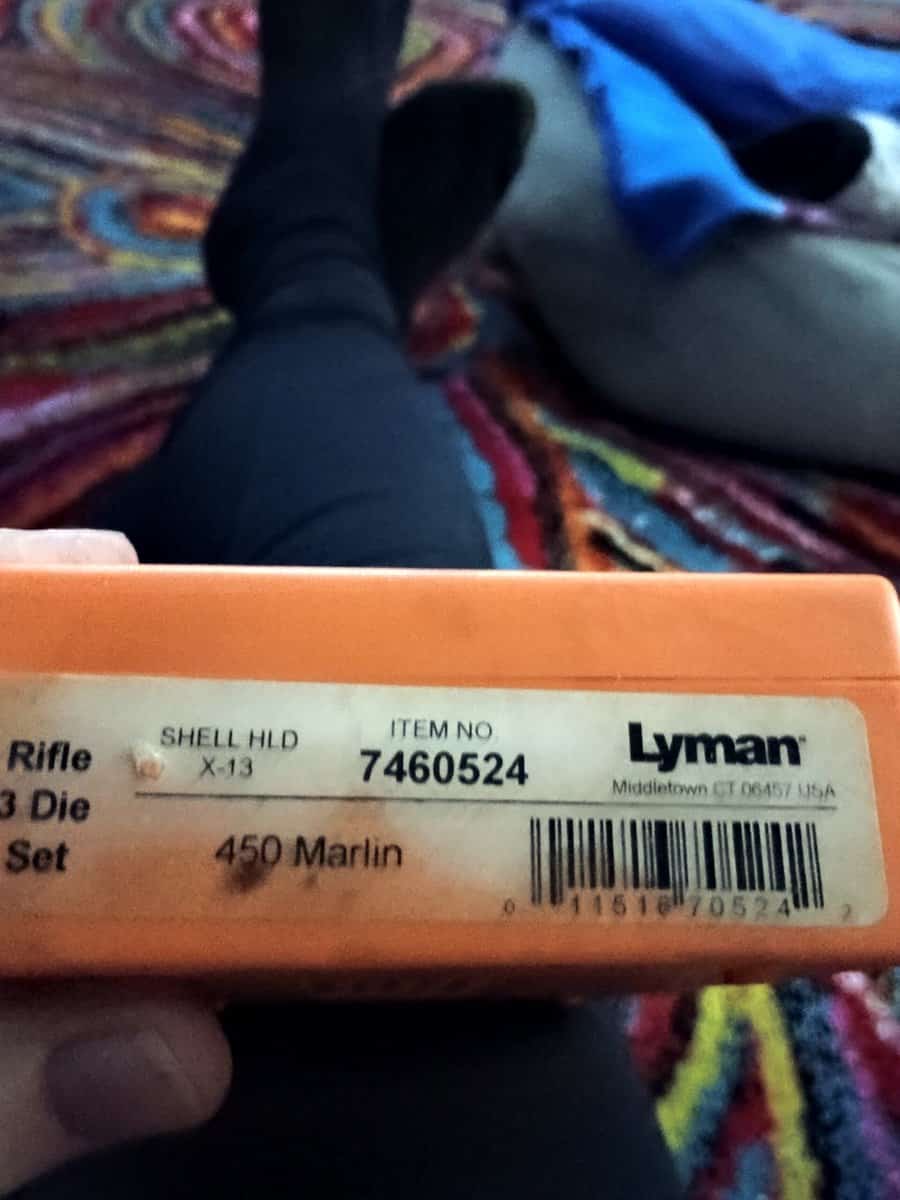 Rifle
3 Die
Set
SHELL HLD
X-13
450 Marlin
ITEM NO
7460524
Lyman
Middletown CT 06457 USA
0 11516 70524 2